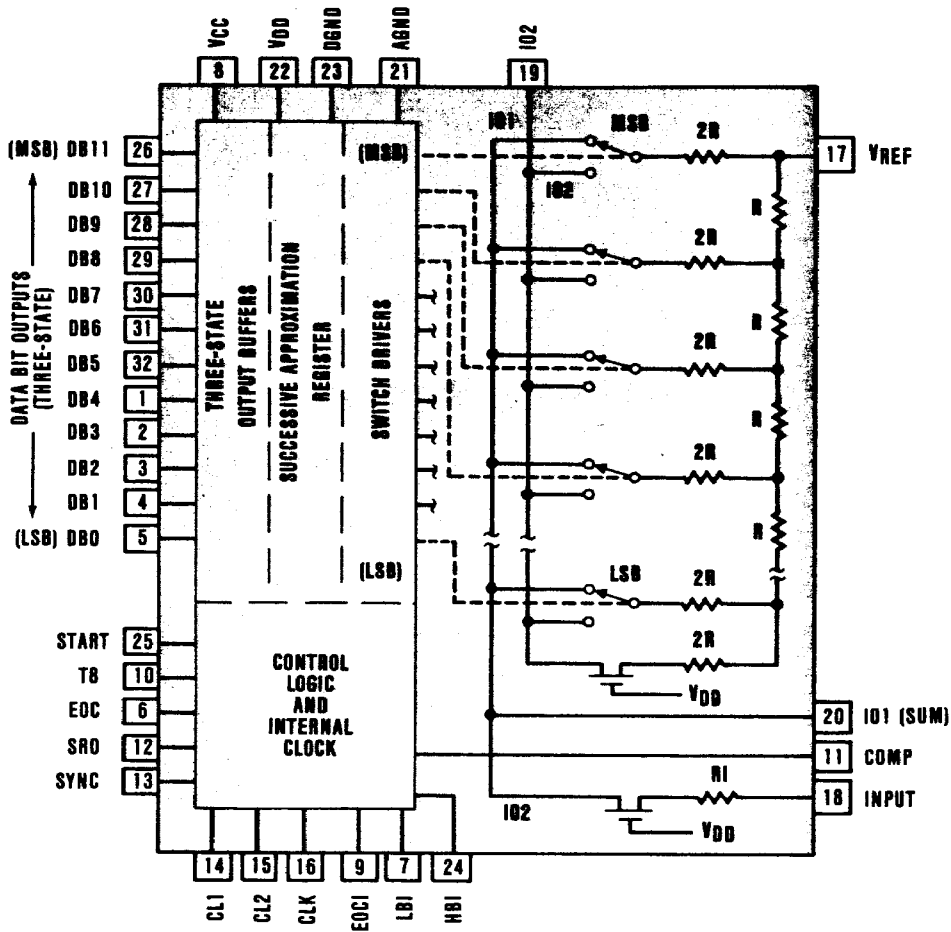 VCC
VDD
DGND
AGND
IO2
8
22
23
21
19
(MSB) DB11 26
DB10 27
DB9 28
DB8 29
DB7 30
DB6 31
DB5 32
DB4 1
DB3 2
DB2 3
DB1 4
(LSB) DB0 5
DATA BIT OUTPUTS
(THREE-STATE)
THREE-STATE
OUTPUT BUFFERS
SUCCESSIVE APPROXIMATION
REGISTER
SWITCH DRIVERS
(MSB)
(LSB)
IO1
MSB
2R
17 VREF
IO2
R
2R
R
2R
R
2R
R
LSB
2R
2R
VDD
START 25
T8 10
EOC 6
SRO 12
SYNC 13
CONTROL
LOGIC
AND
INTERNAL
CLOCK
20 IO1 (SUM)
11 COMP
RI
18 INPUT
IO2
VDD
14
15
16
9
7
24
CL1
CL2
CLK
EOCI
LBI
HBI